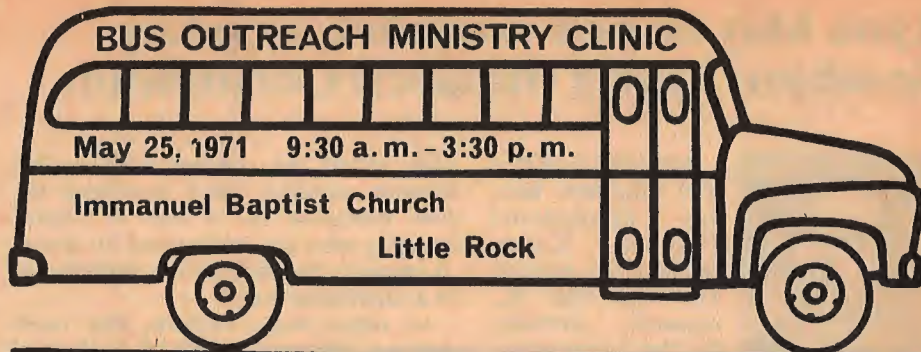 BUS OUTREACH MINISTRY CLINIC
May 25, 1971 9:30 a.m. - 3:30 p.m.
Immanuel Baptist Church
Little Rock